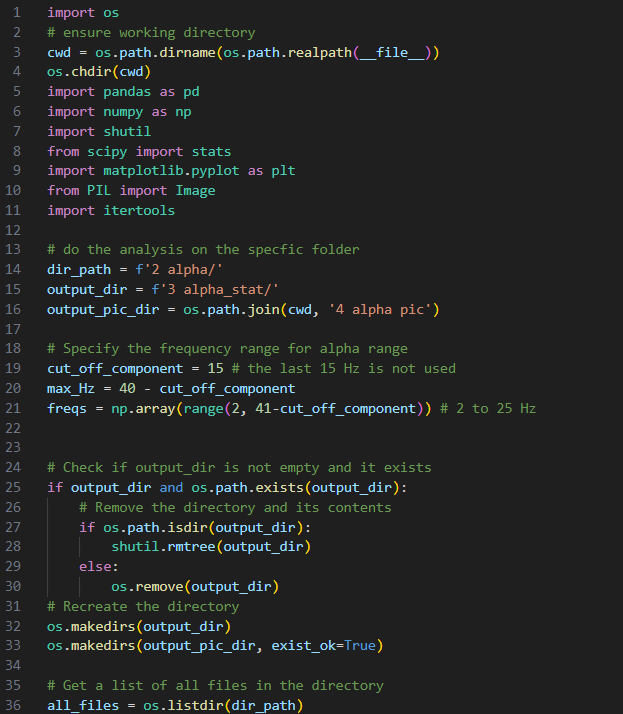 1 import os
2 # ensure working directory
3 cwd = os.path.dirname(os.path.realpath(__file__))
4 os.chdir(cwd)
5 import pandas as pd
6 import numpy as np
7 import shutil
8 from scipy import stats
9 import matplotlib.pyplot as plt
10 from PIL import Image
11 import itertools
12
13 # do the analysis on the specfic folder
14 dir_path = f'2 alpha/'
15 output_dir = f'3 alpha_stat/'
16 output_pic_dir = os.path.join(cwd, '4 alpha pic')
17
18 # Specify the frequency range for alpha range
19 cut_off_component = 15 # the last 15 Hz is not used
20 max_Hz = 40 - cut_off_component
21 freqs = np.array(range(2, 41-cut_off_component)) # 2 to 25 Hz
22
23
24 # Check if output_dir is not empty and it exists
25 if output_dir and os.path.exists(output_dir):
26     # Remove the directory and its contents
27     if os.path.isdir(output_dir):
28         shutil.rmtree(output_dir)
29     else:
30         os.remove(output_dir)
31 # Recreate the directory
32 os.makedirs(output_dir)
33 os.makedirs(output_pic_dir, exist_ok=True)
34
35 # Get a list of all files in the directory
36 all_files = os.listdir(dir_path)